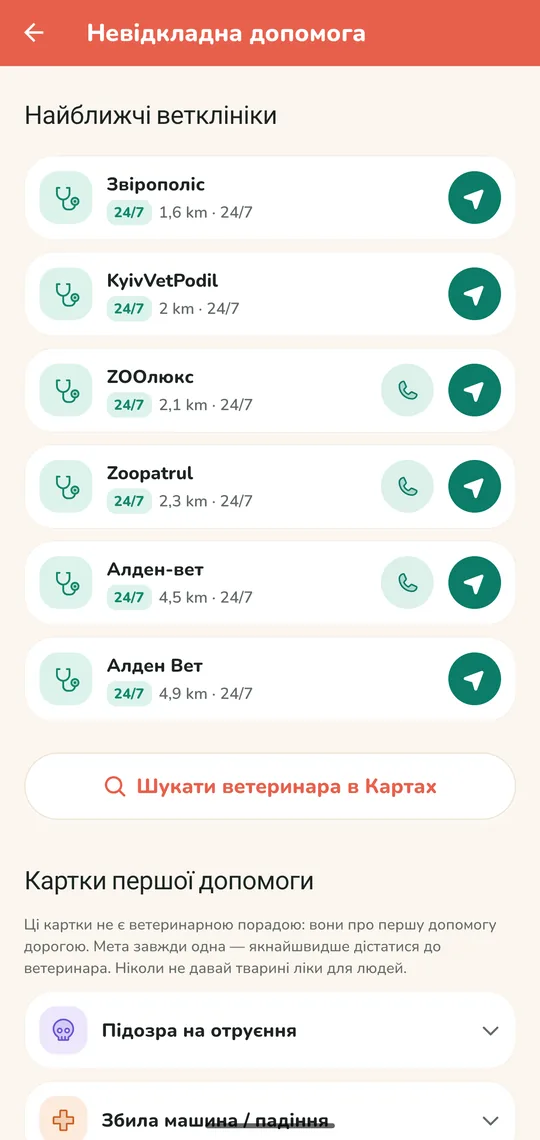 Невідкладна допомога
Найближчі ветклініки
Звірополіс
24/7 1,6 km · 24/7
KyivVetPodil
24/7 2 km · 24/7
ZOOлюкс
24/7 2,1 km · 24/7
Zoopatrul
24/7 2,3 km · 24/7
Алден-вет
24/7 4,5 km · 24/7
Алден Вет
24/7 4,9 km · 24/7
Шукати ветеринара в Картах
Картки першої допомоги
Ці картки не є ветеринарною порадою: вони про першу допомогу
дорогою. Мета завжди одна — якнайшвидше дістатися до
ветеринара. Ніколи не давай тварині ліки для людей.
Підозра на отруєння
Збила машина / падіння